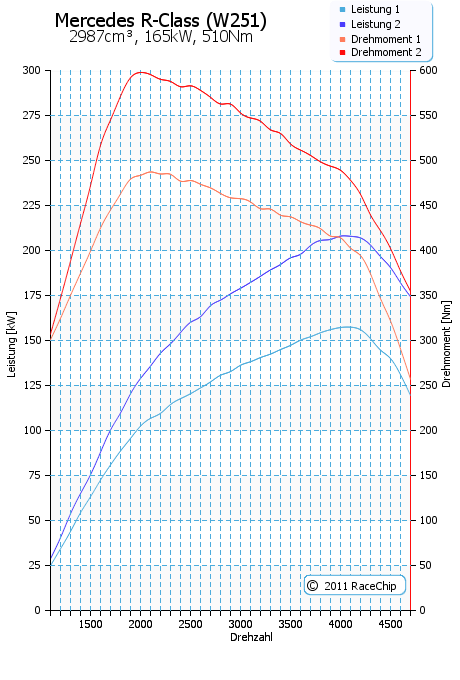 Mercedes R-Class (W251)
2987cm³, 165kW, 510Nm
Leistung 1
Leistung 2
Drehmoment 1
Drehmoment 2
300
275
250
225
200
175
150
125
100
75
50
25
0
Leistung [kW]
600
550
500
450
400
350
300
250
200
150
100
50
0
Drehmoment [Nm]
© 2011 RaceChip
1500 2000 2500 3000 3500 4000 4500
Drehzahl